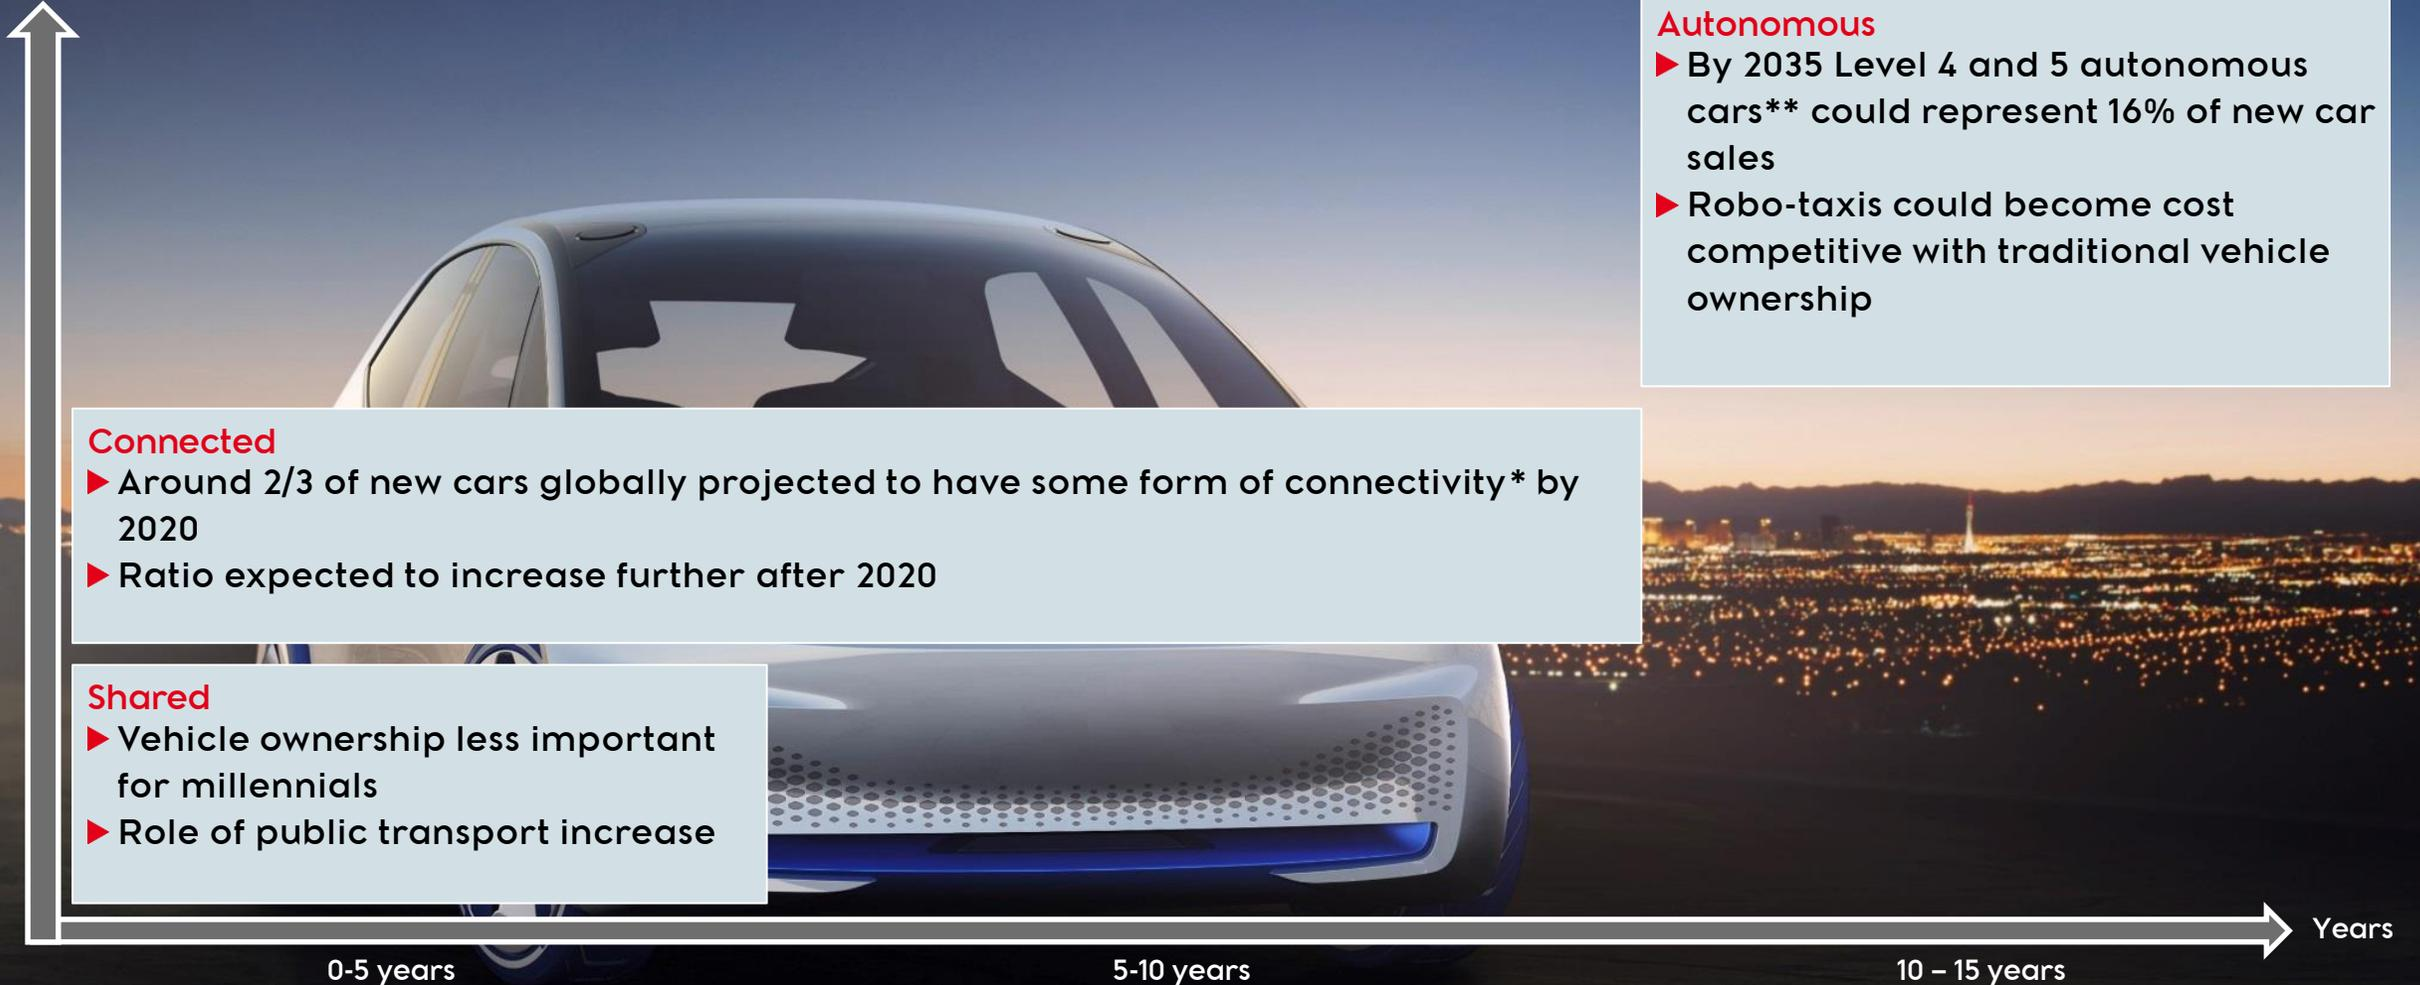 Autonomous
By 2035 Level 4 and 5 autonomous
cars** could represent 16% of new car
sales
Robo-taxis could become cost
competitive with traditional vehicle
ownership
Connected
Around 2/3 of new cars globally projected to have some form of connectivity* by
2020
Ratio expected to increase further after 2020
Shared
Vehicle ownership less important
for millennials
Role of public transport increase
Years
0-5 years
5-10 years
10 – 15 years